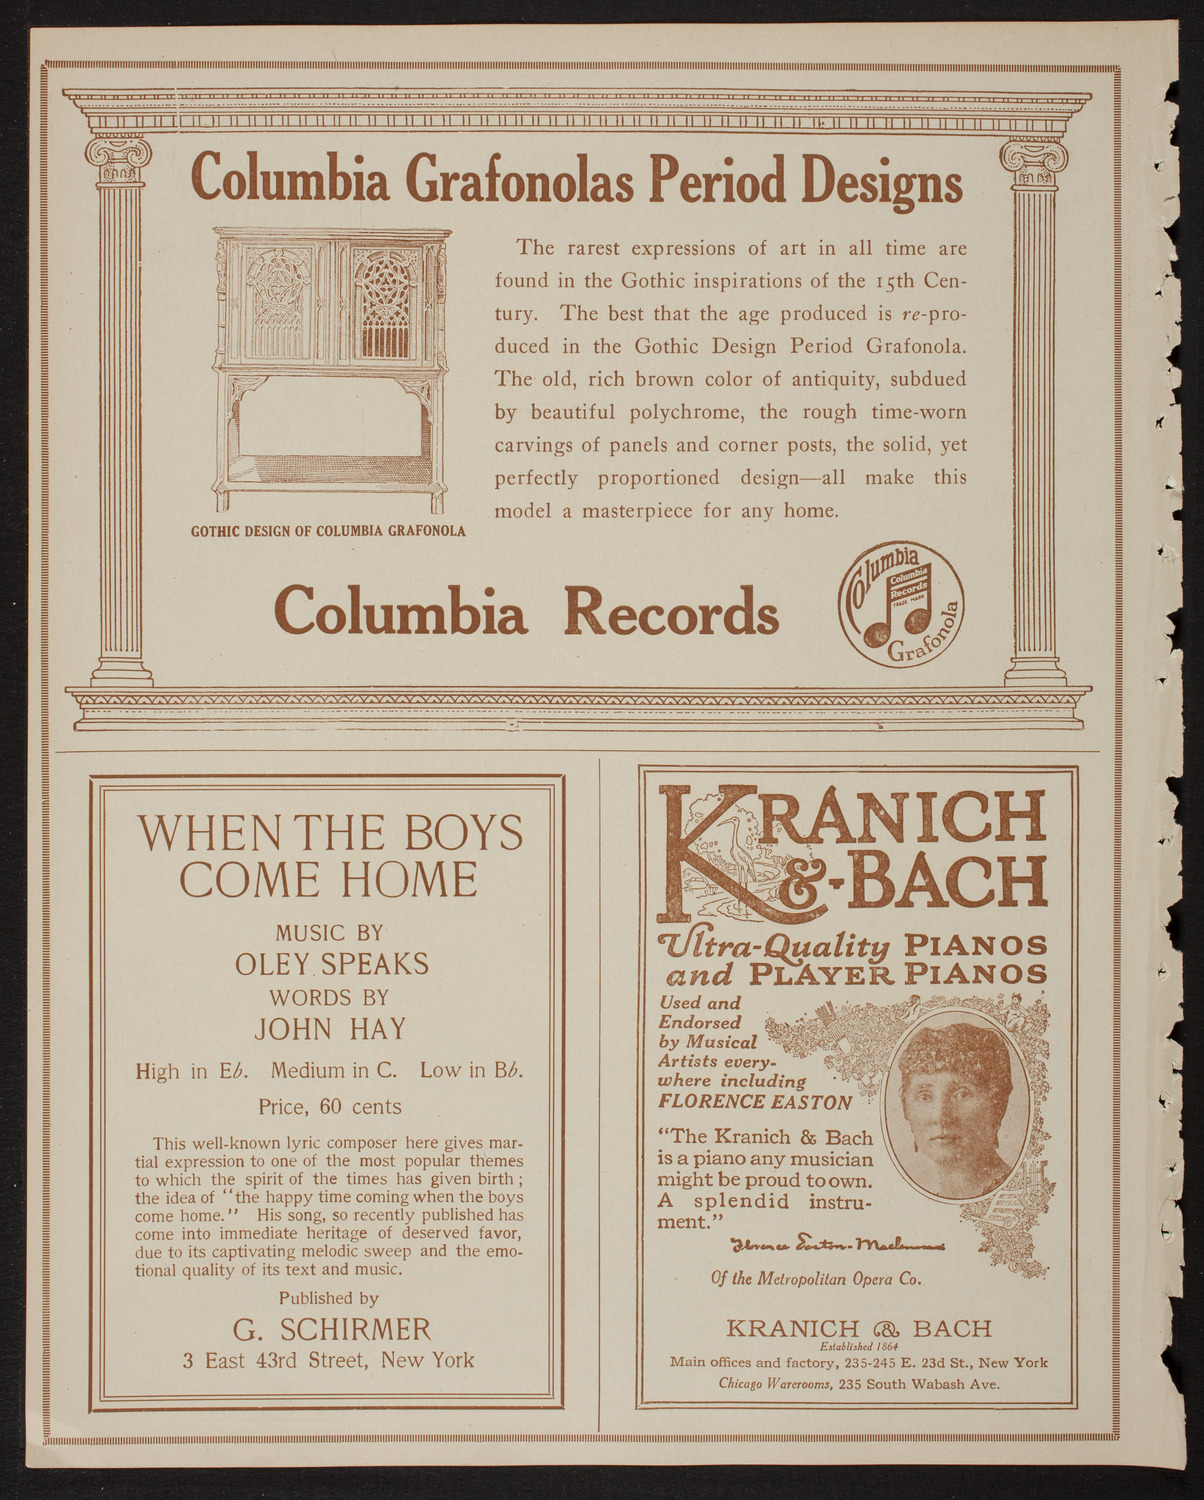 Columbia Grafonolas Period Designs
The rarest expressions of art in all time are
found in the Gothic inspirations of the 15th Cen-
tury. The best that the age produced is re-pro-
duced in the Gothic Design Period Grafonola.
The old, rich brown color of antiquity, subdued
by beautiful polychrome, the rough time-worn
carvings of panels and corner posts, the solid, yet
perfectly proportioned design—all make this
model a masterpiece for any home.
GOTHIC DESIGN OF COLUMBIA GRAFONOLA
Columbia Records
Columbia
Columbia
Records
TRADE MARK
Grafonola
WHEN THE BOYS
COME HOME
MUSIC BY
OLEY SPEAKS
WORDS BY
JOHN HAY
High in E♭. Medium in C. Low in B♭.
Price, 60 cents
This well-known lyric composer here gives mar-
tial expression to one of the most popular themes
to which the spirit of the times has given birth;
the idea of "the happy time coming when the boys
come home." His song, so recently published has
come into immediate heritage of deserved favor,
due to its captivating melodic sweep and the emo-
tional quality of its text and music.
Published by
G. SCHIRMER
3 East 43rd Street, New York
KRANICH
&-BACH
Ultra-Quality PIANOS
and PLAYER PIANOS
Used and
Endorsed
by Musical
Artists every-
where including
FLORENCE EASTON
"The Kranich & Bach
is a piano any musician
might be proud to own.
A splendid instru-
ment."
Florence Easton-Maclennan
Of the Metropolitan Opera Co.
KRANICH & BACH
Established 1864
Main offices and factory, 235-245 E. 23d St., New York
Chicago Warerooms, 235 South Wabash Ave.